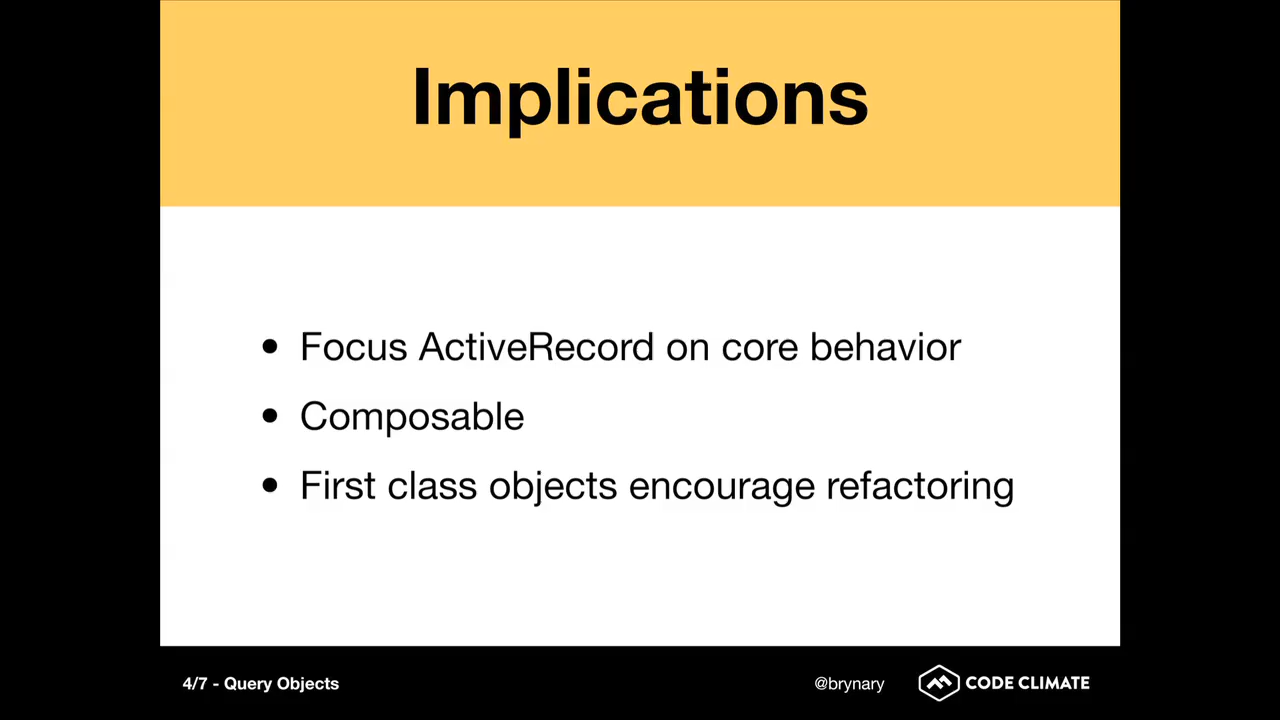 Implications
• Focus ActiveRecord on core behavior
• Composable
• First class objects encourage refactoring
4/7 - Query Objects
@brynary
CODE CLIMATE